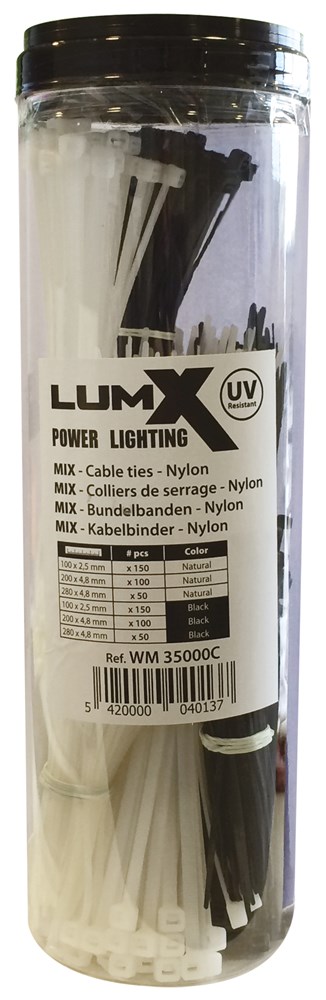 LUMX
UV
Resistant
POWER LIGHTING
MIX - Cable ties - Nylon
MIX - Colliers de serrage - Nylon
MIX - Bundelbanden - Nylon
MIX - Kabelbinder - Nylon
# pcs Color
100 x 2,5 mm x 150 Natural
200 x 4,8 mm x 100 Natural
280 x 4,8 mm x 50 Natural
100 x 2,5 mm x 150 Black
200 x 4,8 mm x 100 Black
280 x 4,8 mm x 50 Black
Ref. WM 35000C
5 420000 040137